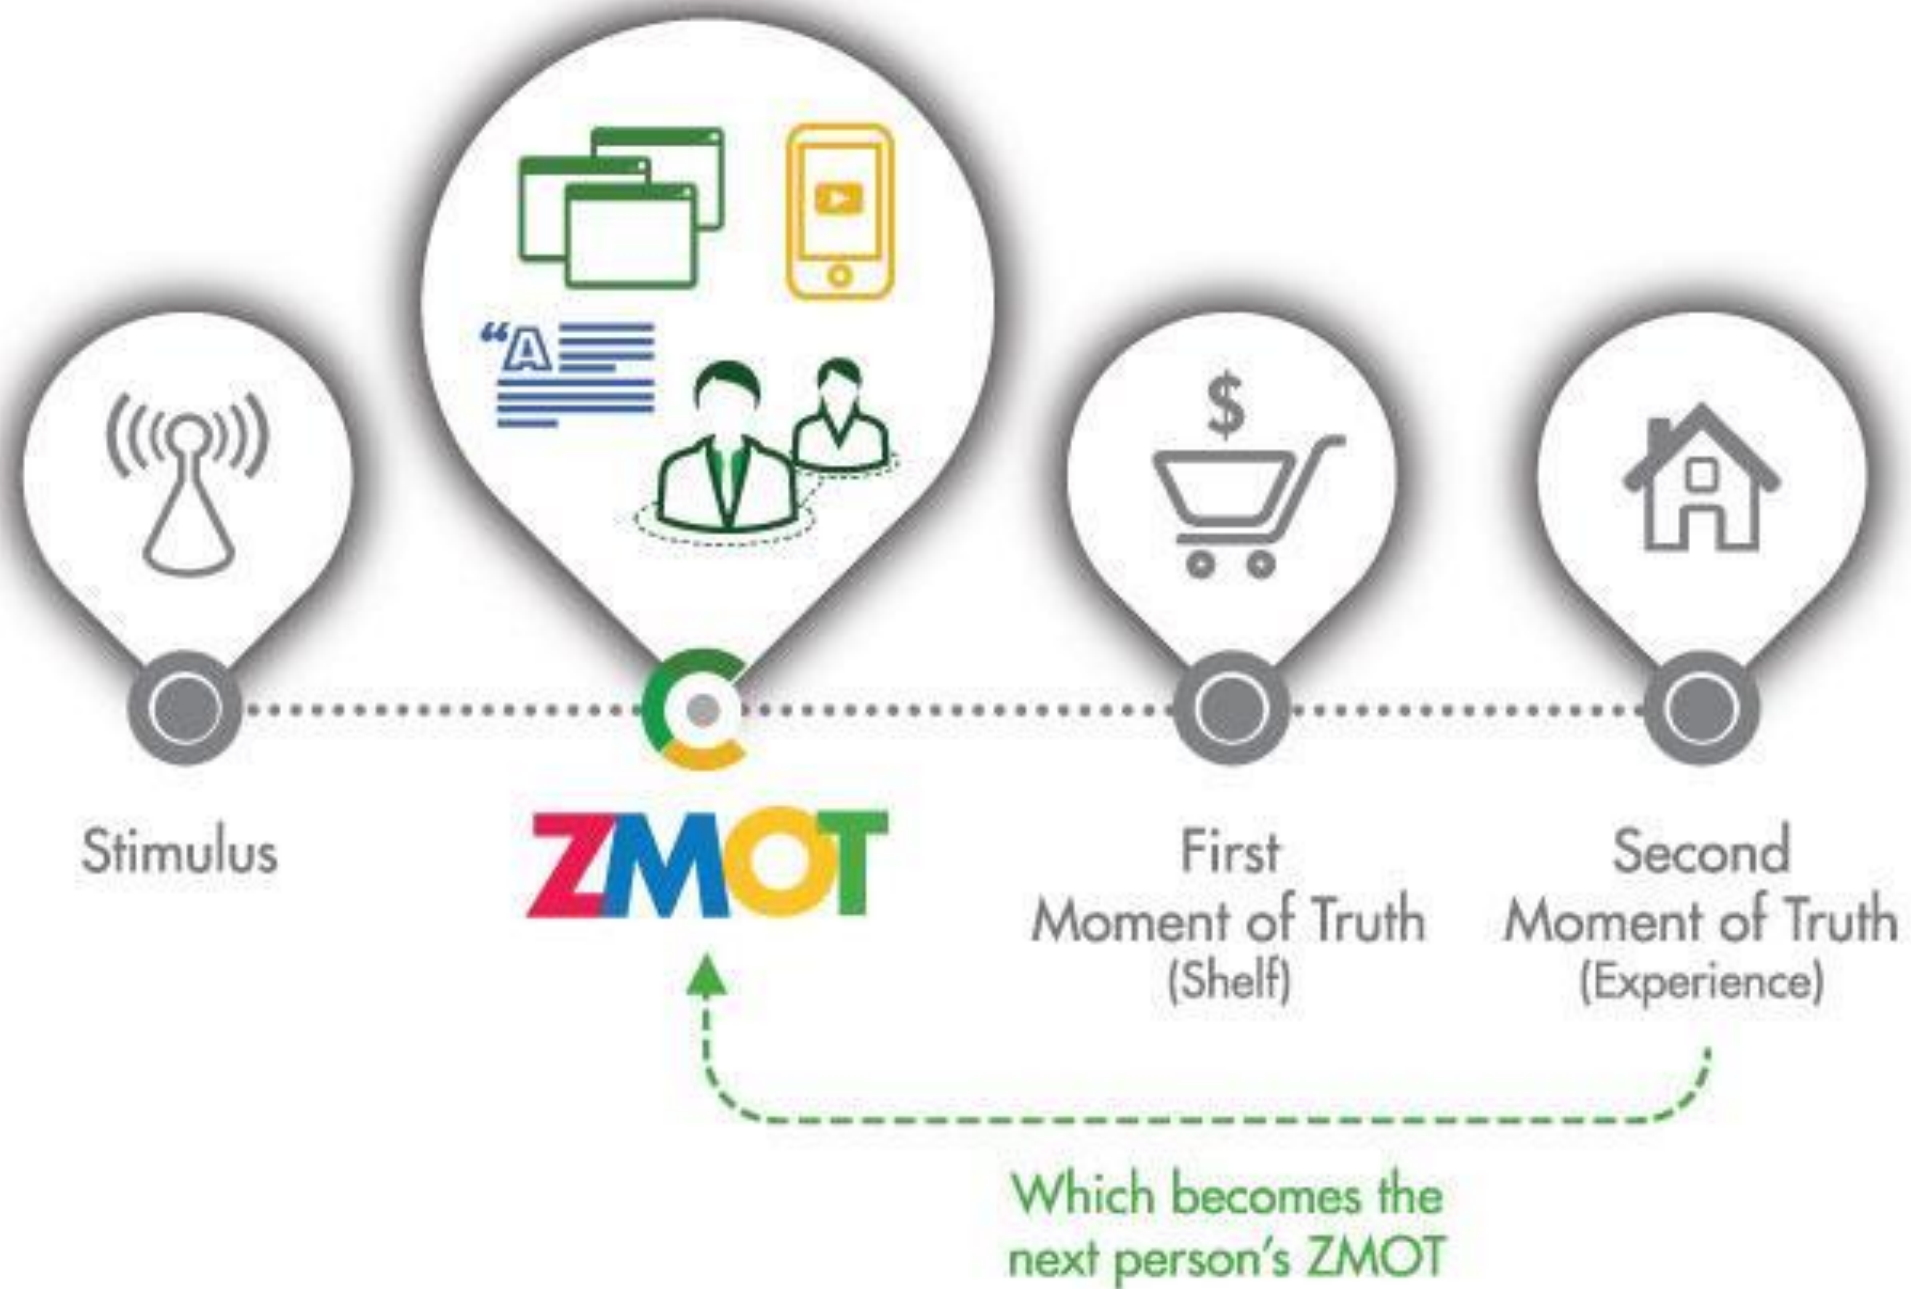 “A
$
Stimulus
ZMOT
First
Moment of Truth
(Shelf)
Second
Moment of Truth
(Experience)
Which becomes the
next person's ZMOT